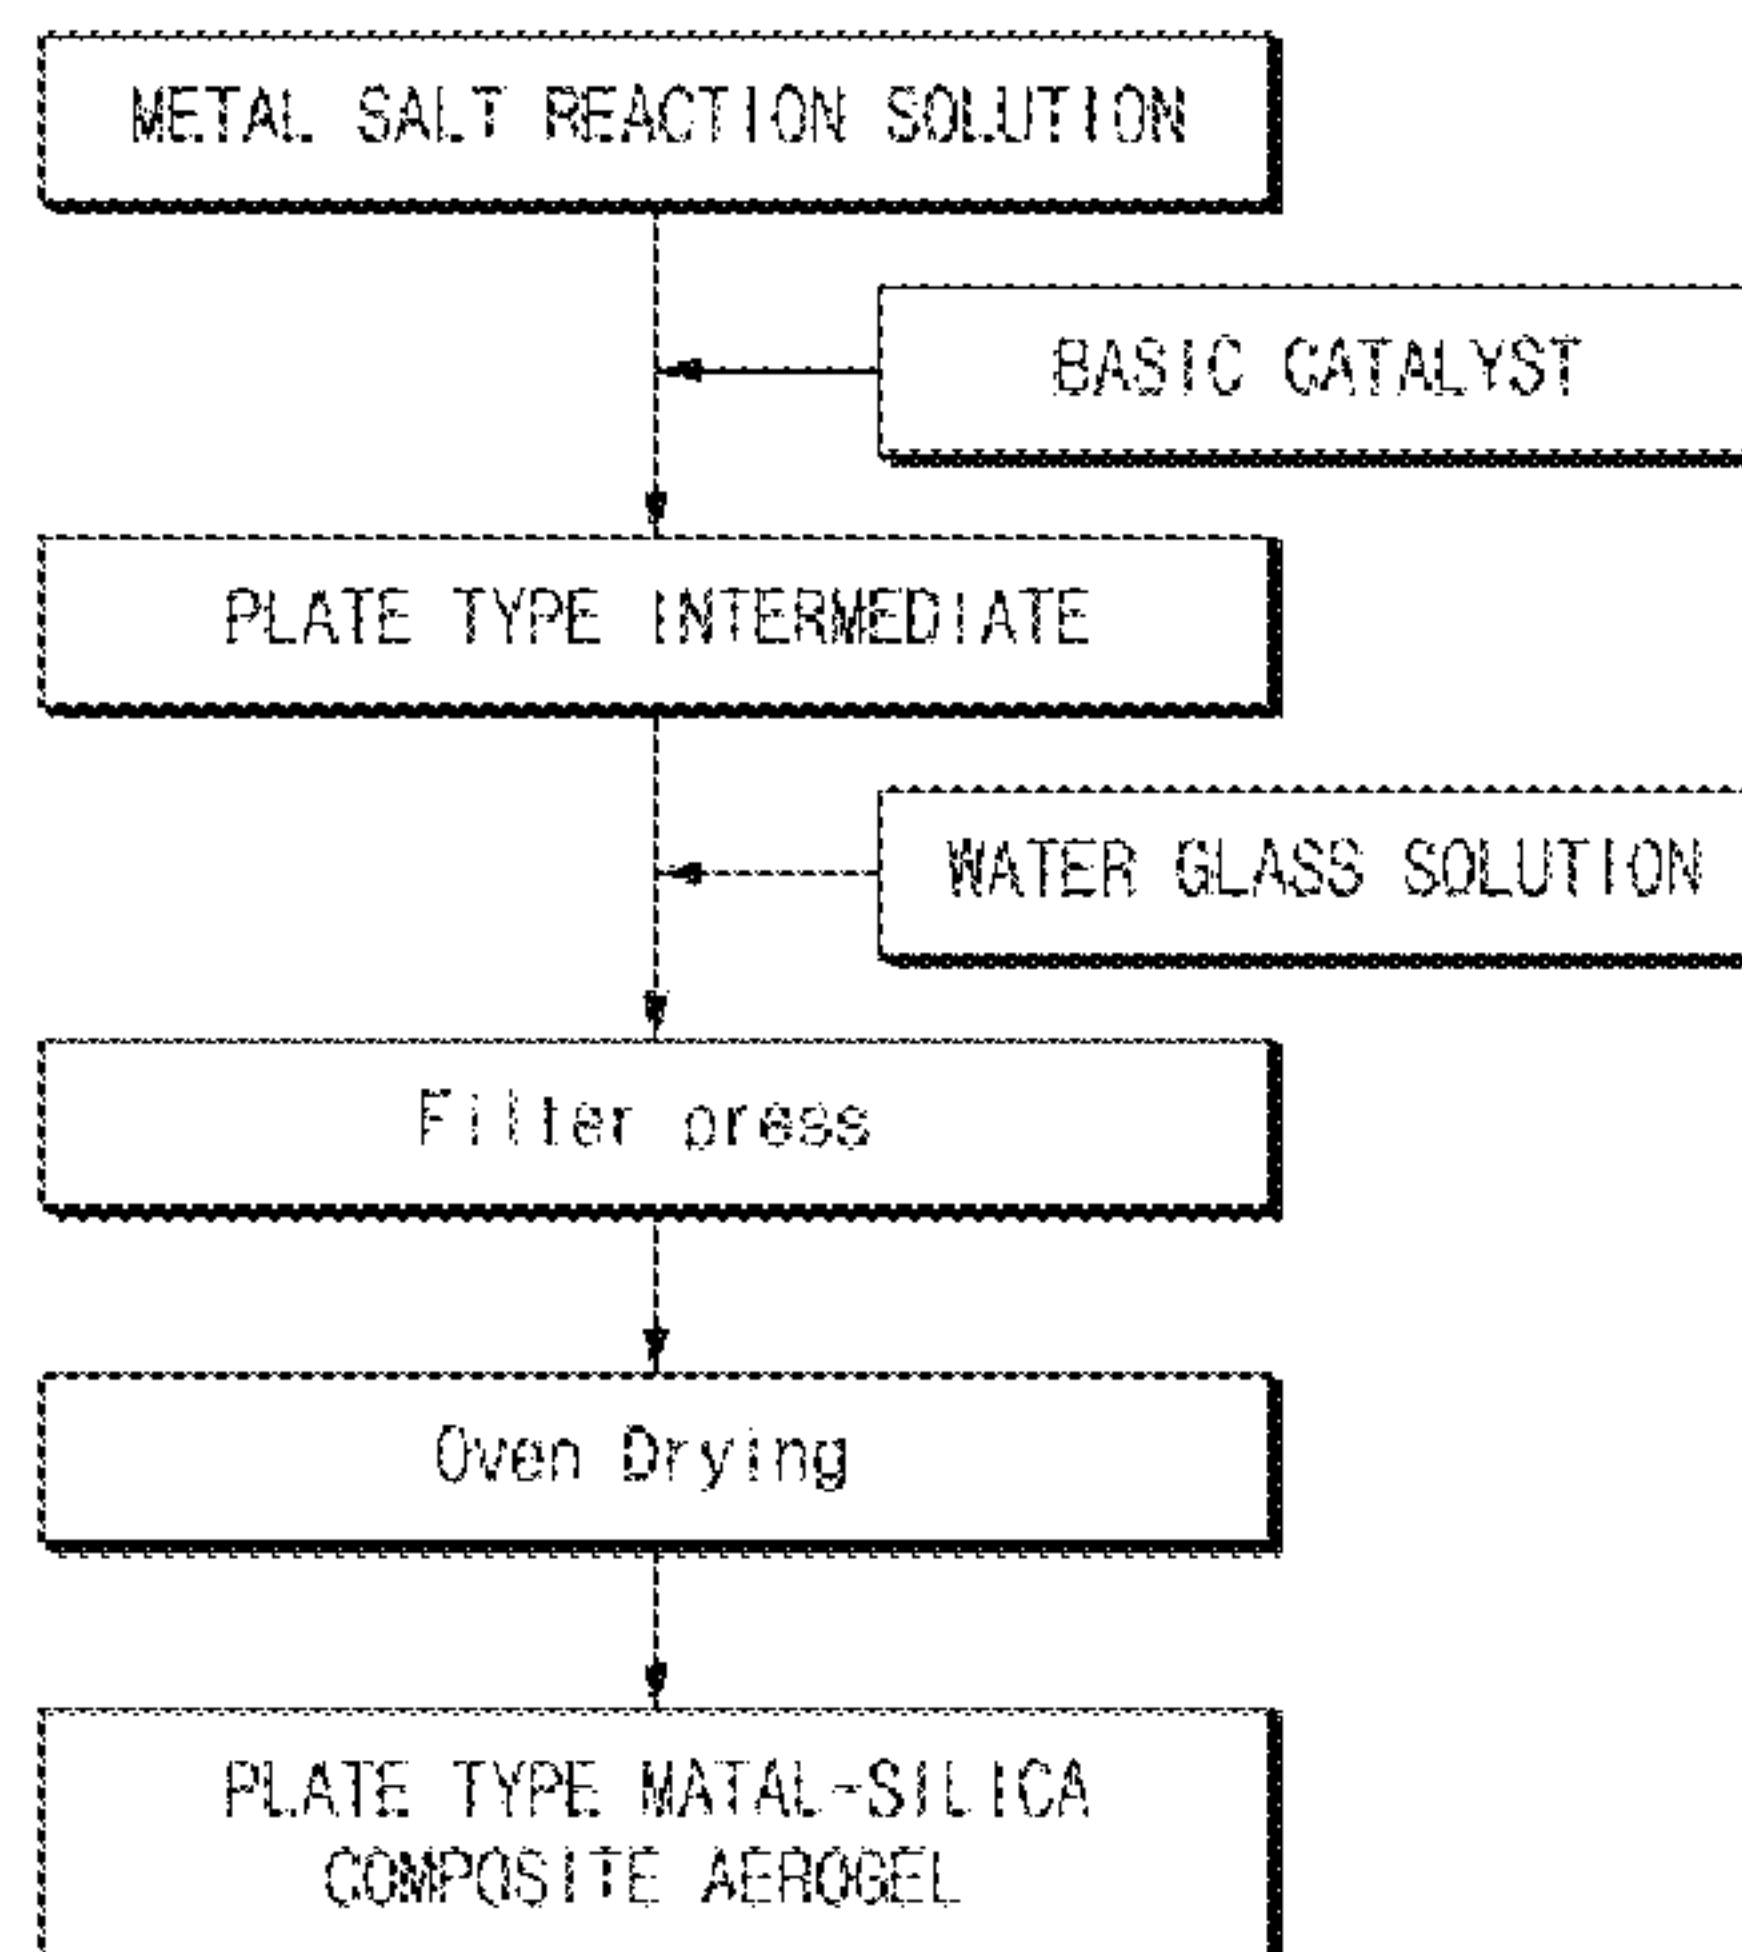 METAL SALT REACTION SOLUTION
BASIC CATALYST
PLATE TYPE INTERMEDIATE
WATER GLASS SOLUTION
Filter press
Oven Drying
PLATE TYPE MATAL-SILICA
COMPOSITE AEROGEL